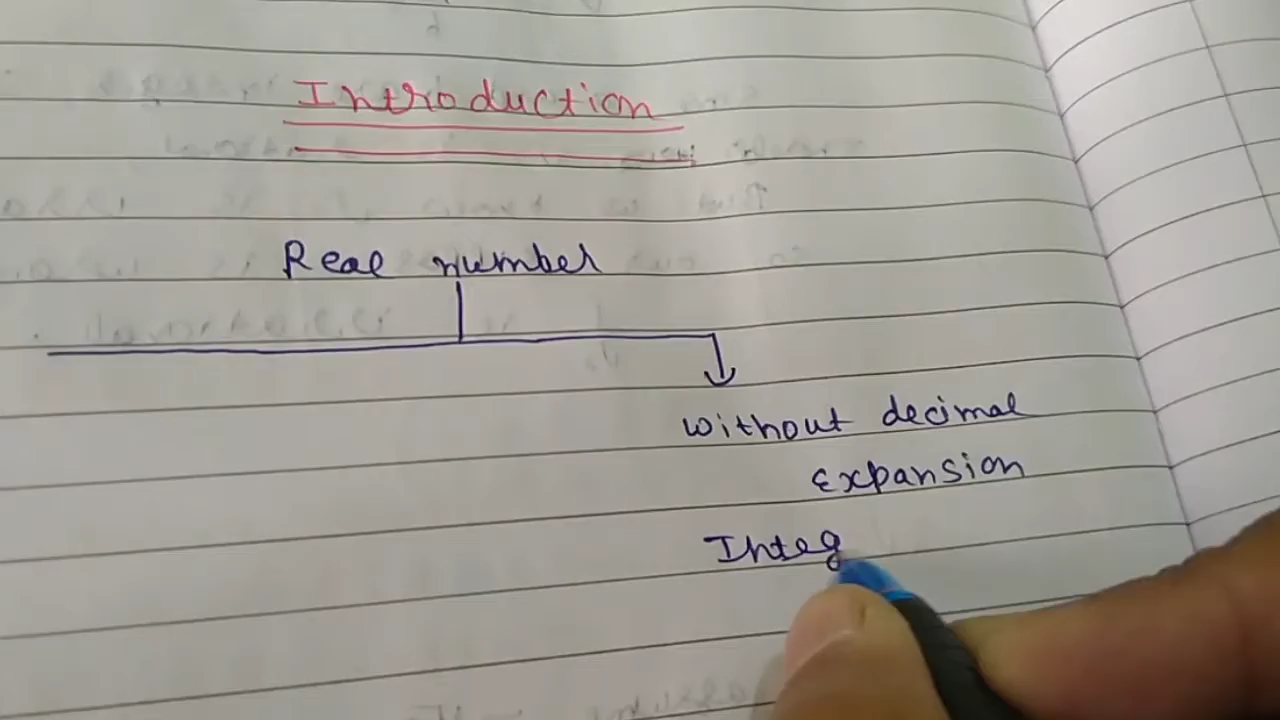 Introduction
Real number
without decimal
expansion
Integ